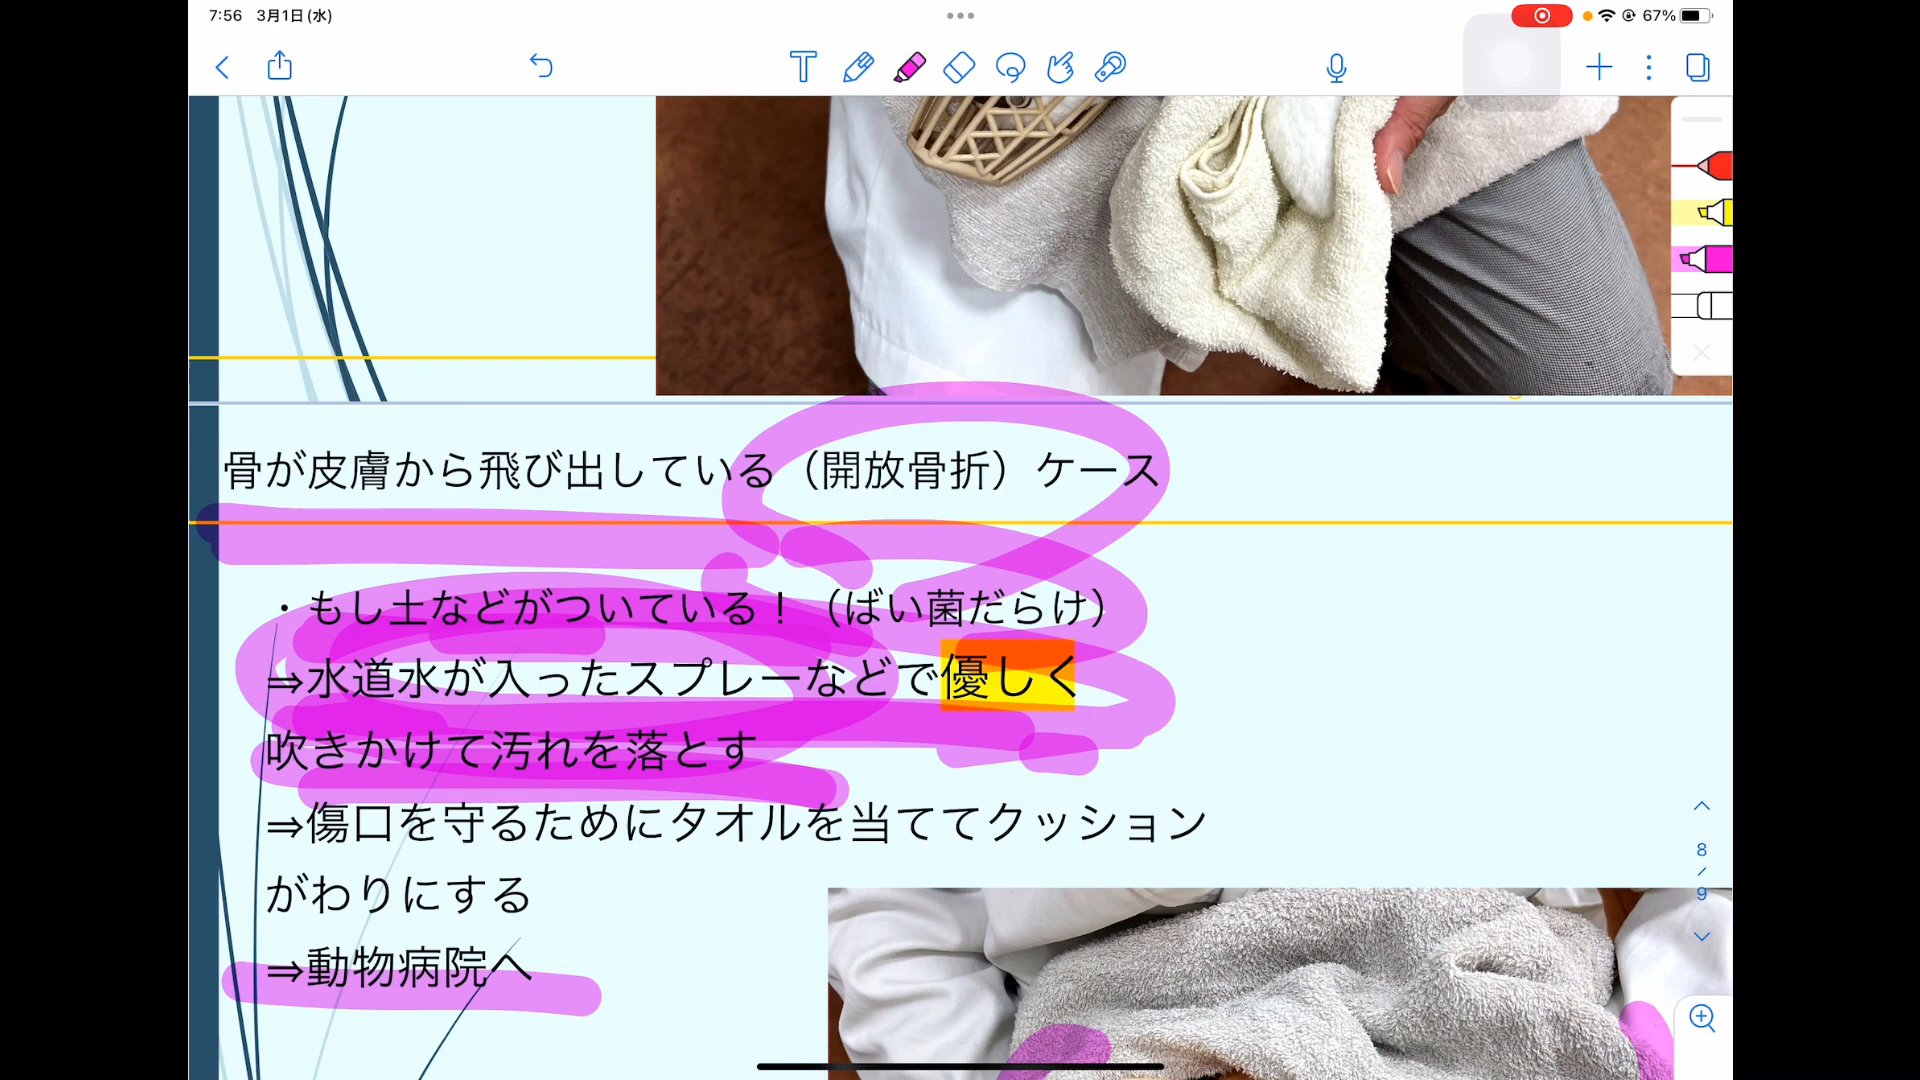 7:56 3月1日(水)
67%
T
骨が皮膚から飛び出している（開放骨折）ケース
・もし土などがついている！（ばい菌だらけ）
⇒水道水が入ったスプレーなどで優しく
吹きかけて汚れを落とす
⇒傷口を守るためにタオルを当ててクッション
がわりにする
⇒動物病院へ
8
/
9